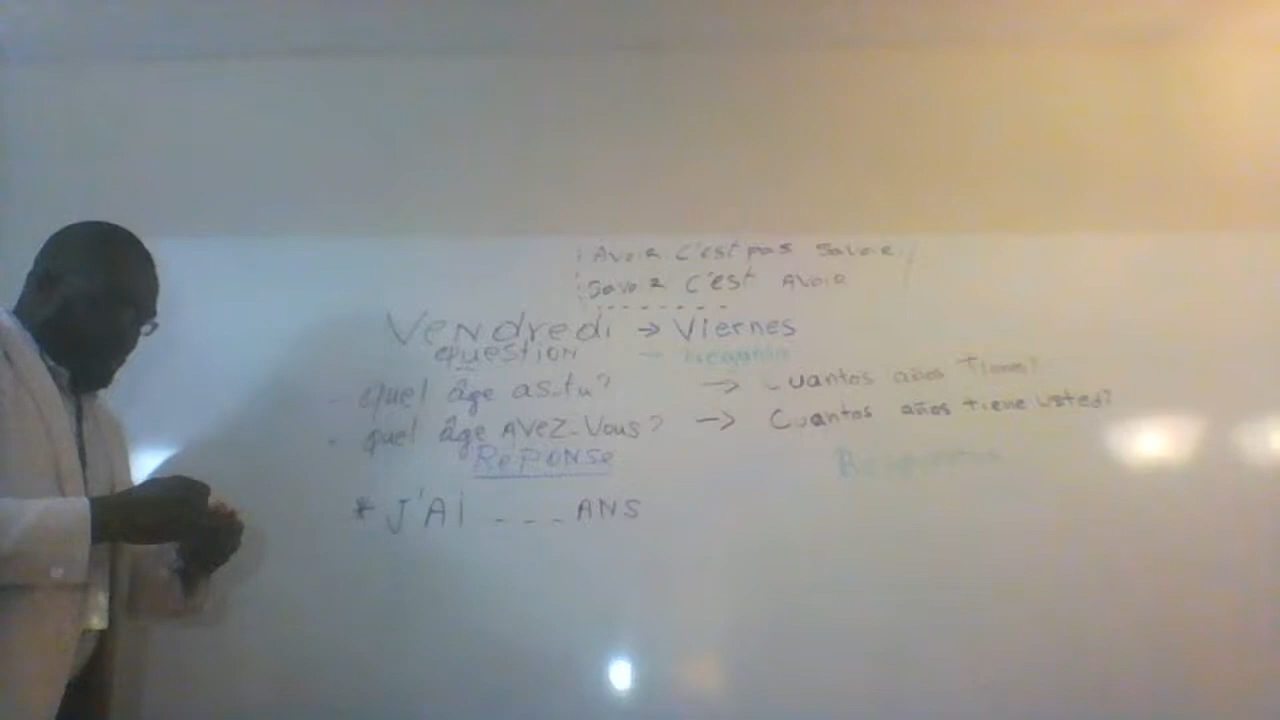 Avoir c'est pas savoir
Savoir c'est Avoir
Vendredi → Viernes
question →
- quel âge as-tu? → Cuantos años Tienes?
- quel âge AVEZ-Vous? → Cuantos años tiene usted?
RéPONSe
* J'Ai - - - ANS